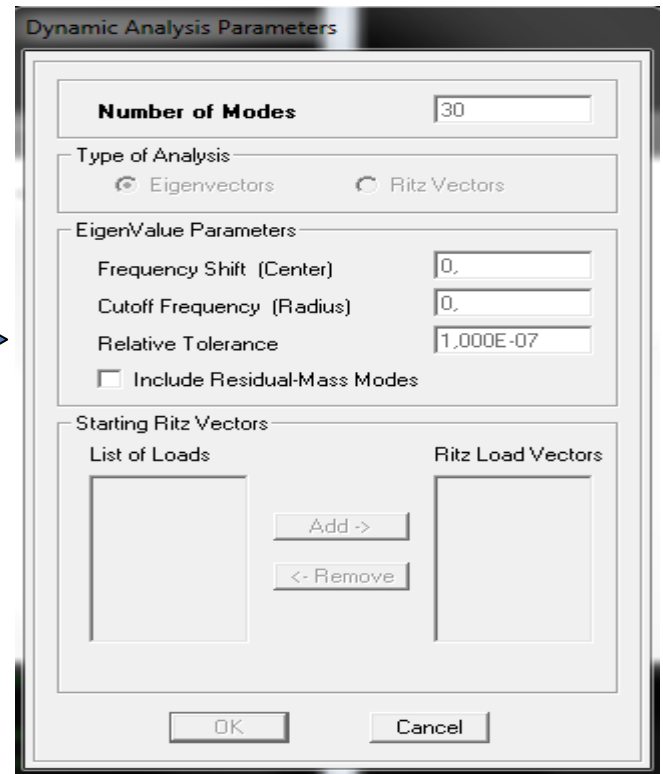 Dynamic Analysis Parameters
Number of Modes 30
Type of Analysis
Eigenvectors Ritz Vectors
EigenValue Parameters
Frequency Shift (Center) 0,
Cutoff Frequency (Radius) 0,
Relative Tolerance 1,000E-07
Include Residual-Mass Modes
Starting Ritz Vectors
List of Loads Ritz Load Vectors
Add ->
<- Remove
OK Cancel